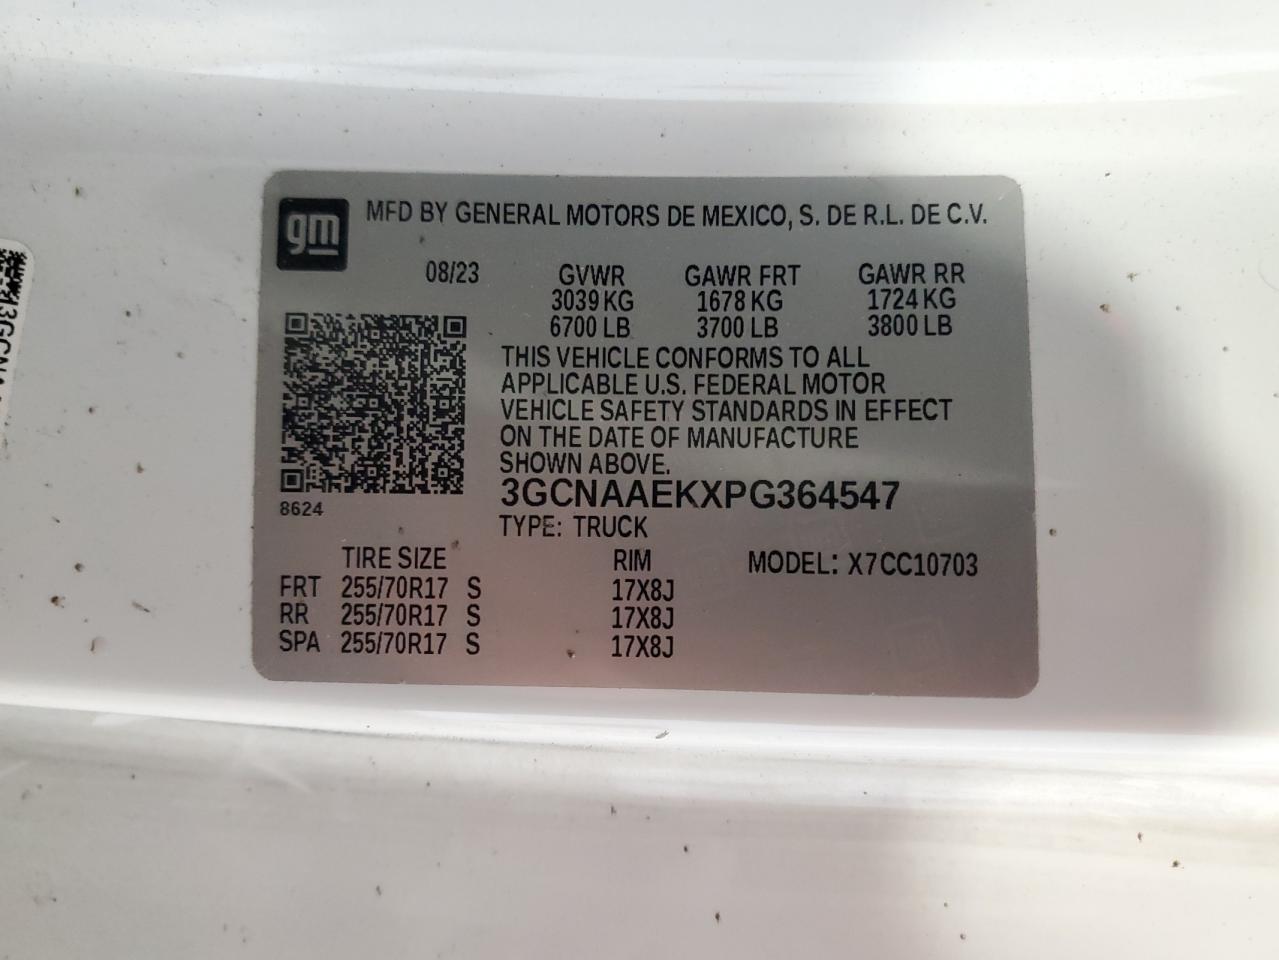 gm
MFD BY GENERAL MOTORS DE MEXICO, S. DE R.L. DE C.V.
08/23 GVWR GAWR FRT GAWR RR
3039 KG 1678 KG 1724 KG
6700 LB 3700 LB 3800 LB
THIS VEHICLE CONFORMS TO ALL
APPLICABLE U.S. FEDERAL MOTOR
VEHICLE SAFETY STANDARDS IN EFFECT
ON THE DATE OF MANUFACTURE
SHOWN ABOVE.
3GCNAAEKXPG364547
8624
TYPE: TRUCK
TIRE SIZE RIM MODEL: X7CC10703
FRT 255/70R17 S 17X8J
RR 255/70R17 S 17X8J
SPA 255/70R17 S 17X8J